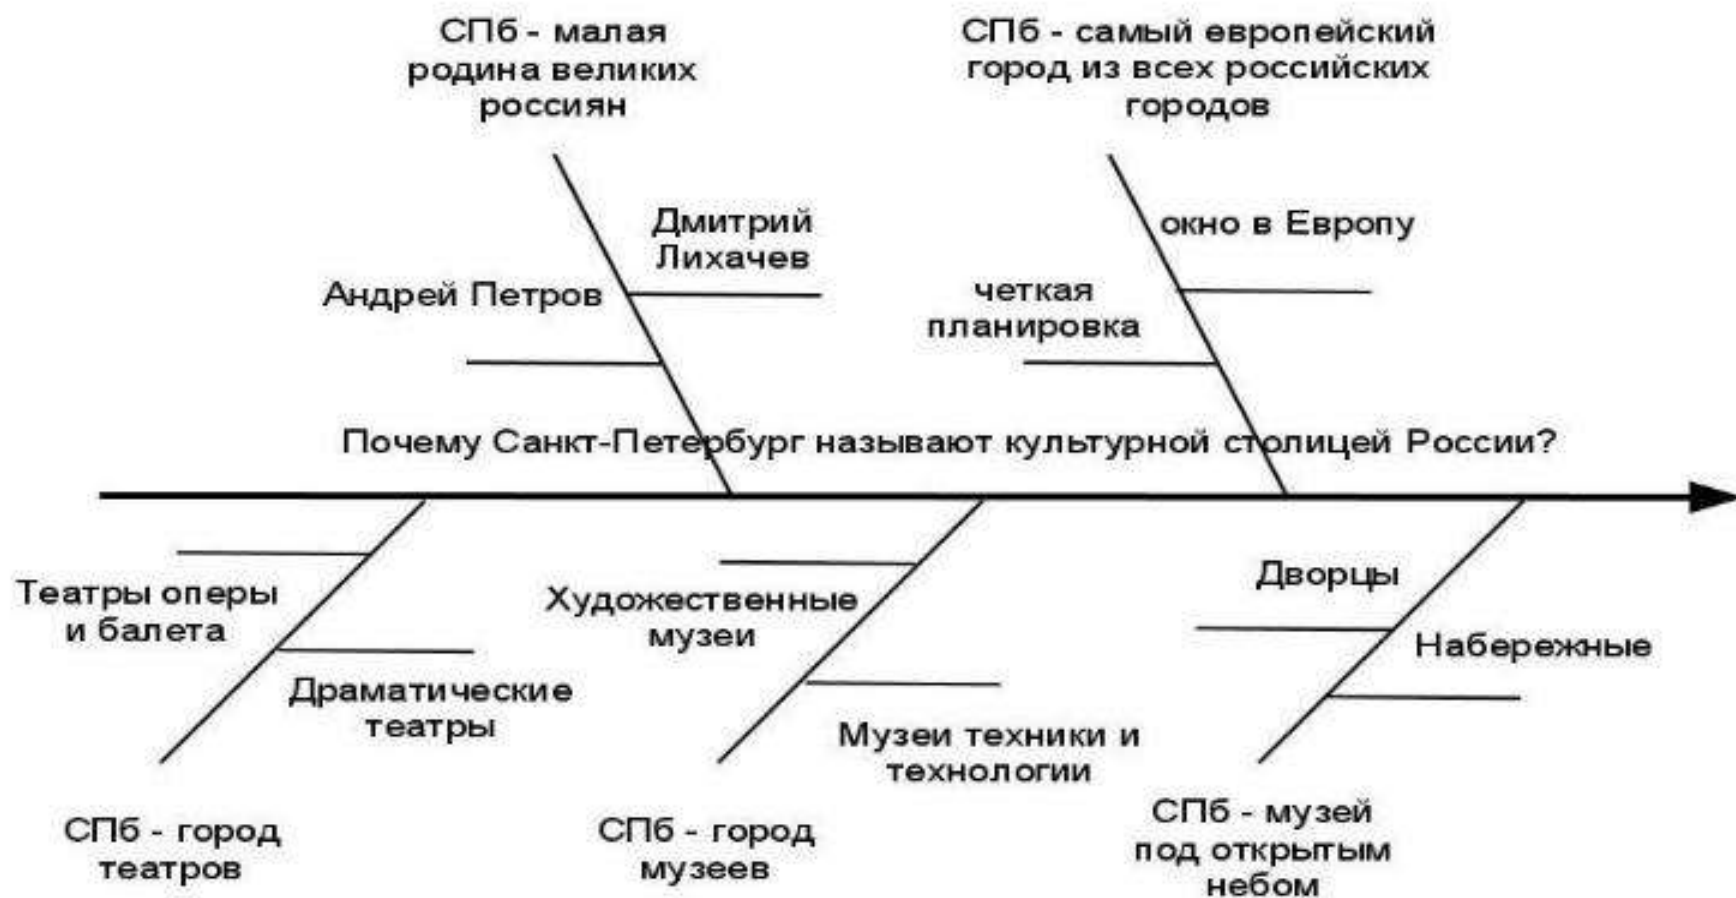 СПб - малая
родина великих
россиян
СПб - самый европейский
город из всех российских
городов
Дмитрий
Лихачев
Андрей Петров
окно в Европу
четкая
планировка
Почему Санкт-Петербург называют культурной столицей России?
Театры оперы
и балета
Драматические
театры
СПб - город
театров
Художественные
музеи
Музеи техники и
технологии
СПб - город
музеев
Дворцы
Набережные
СПб - музей
под открытым
небом